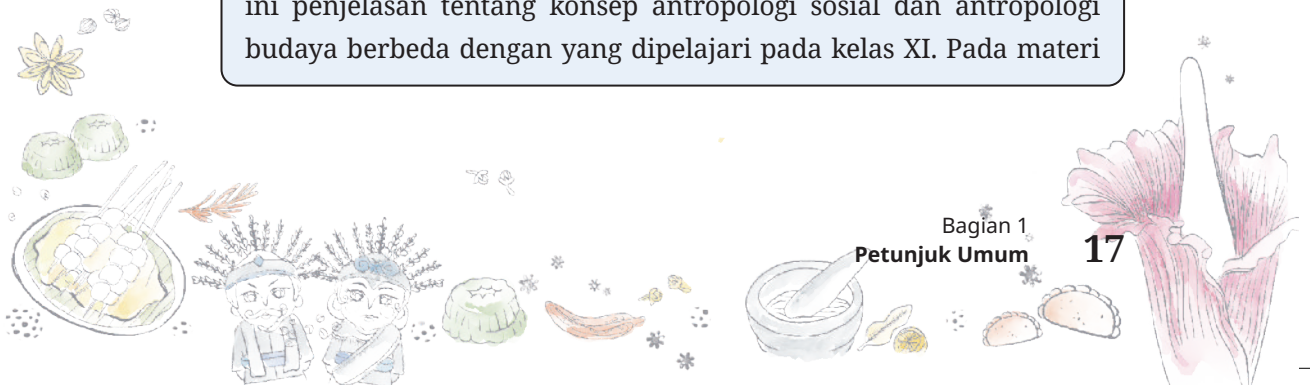 ini penjelasan tentang konsep antropologi sosial dan antropologi
budaya berbeda dengan yang dipelajari pada kelas XI. Pada materi
Bagian 1
Petunjuk Umum 17